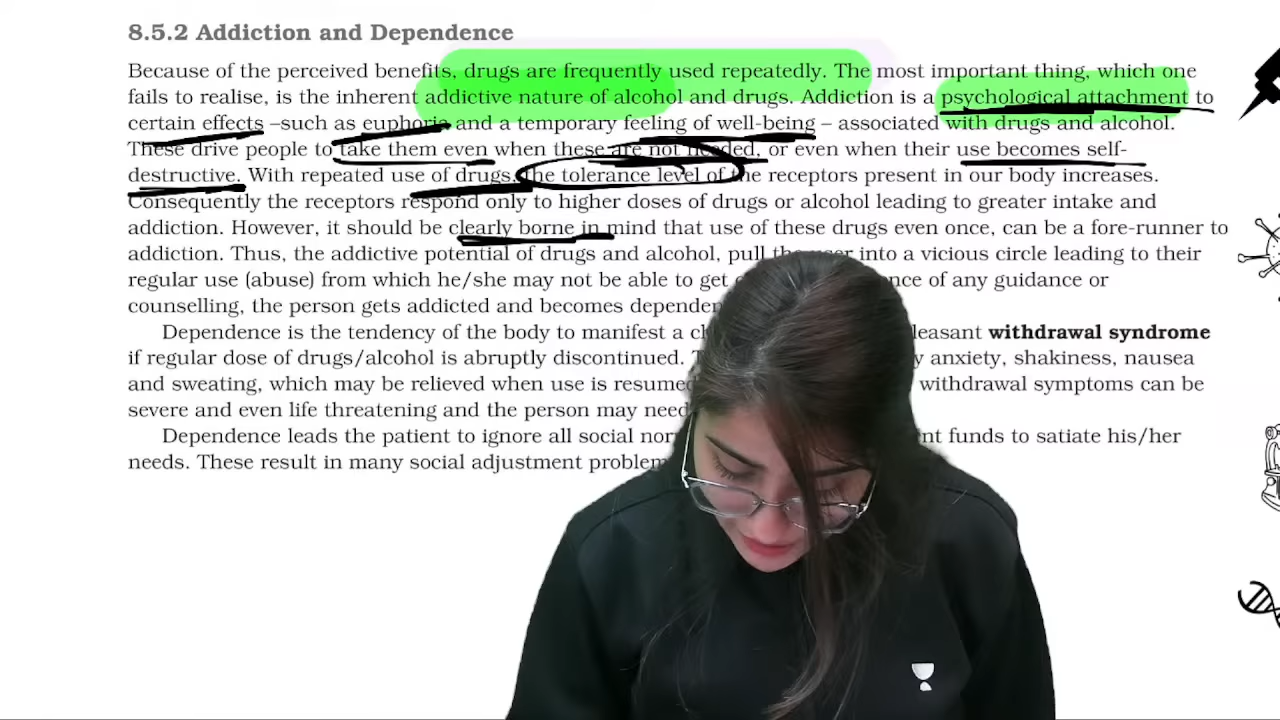 8.5.2 Addiction and Dependence
Because of the perceived benefits, drugs are frequently used repeatedly. The most important thing, which one
fails to realise, is the inherent addictive nature of alcohol and drugs. Addiction is a psychological attachment to
certain effects –such as euphoria and a temporary feeling of well-being – associated with drugs and alcohol.
These drive people to take them even when these are not needed, or even when their use becomes self-
destructive. With repeated use of drugs, the tolerance level of the receptors present in our body increases.
Consequently the receptors respond only to higher doses of drugs or alcohol leading to greater intake and
addiction. However, it should be clearly borne in mind that use of these drugs even once, can be a fore-runner to
addiction. Thus, the addictive potential of drugs and alcohol, pull the user into a vicious circle leading to their
regular use (abuse) from which he/she may not be able to get of any guidance or
counselling, the person gets addicted and becomes
Dependence is the tendency of the body to manifest a withdrawal syndrome
if regular dose of drugs/alcohol is abruptly discontinued. anxiety, shakiness, nausea
and sweating, which may be relieved when use is resumed withdrawal symptoms can be
severe and even life threatening and the person may need
Dependence leads the patient to ignore all social funds to satiate his/her
needs. These result in many social adjustment